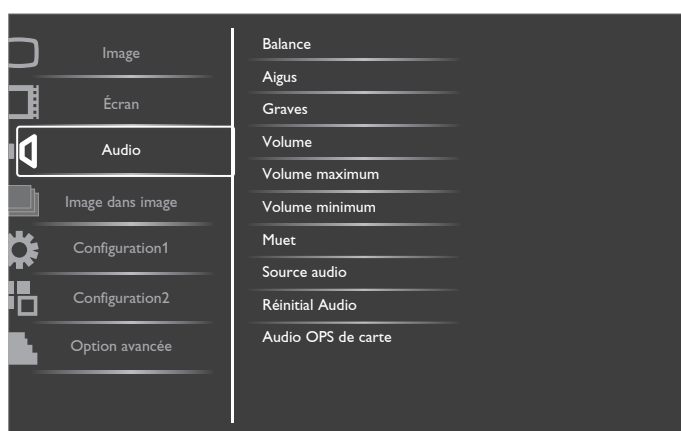 Image
Écran
Audio
Image dans image
Configuration1
Configuration2
Option avancée
Balance
Aigus
Graves
Volume
Volume maximum
Volume minimum
Muet
Source audio
Réinitial Audio
Audio OPS de carte